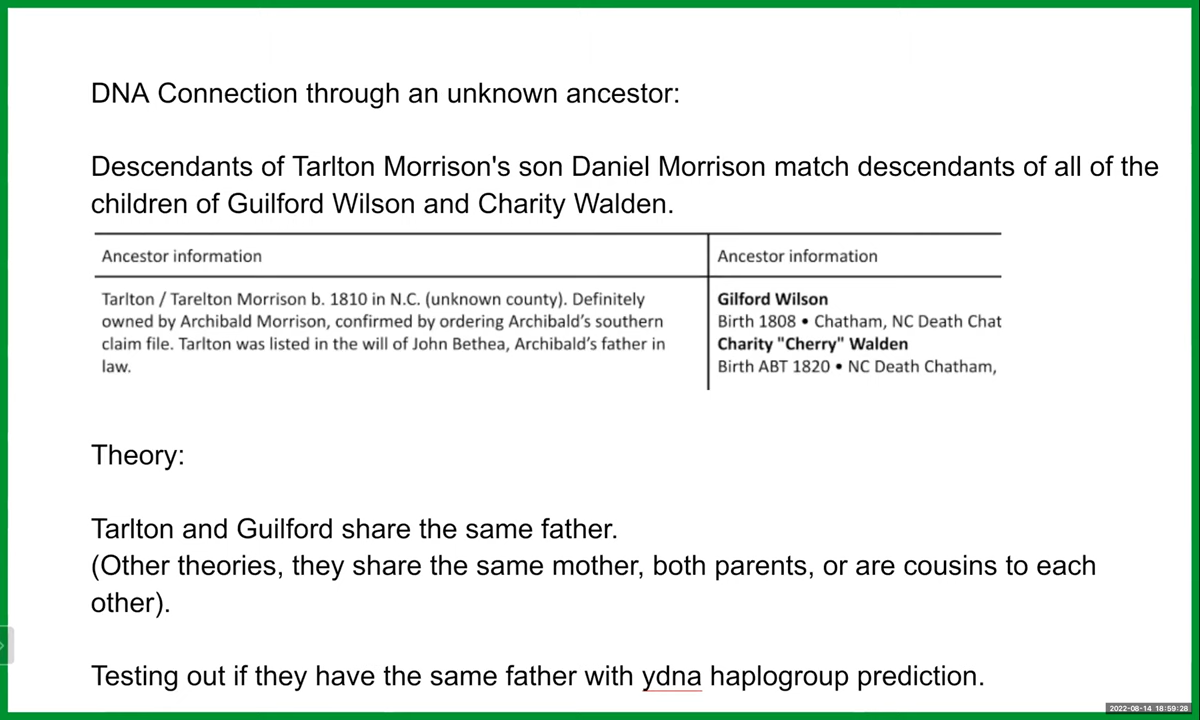 DNA Connection through an unknown ancestor:
Descendants of Tarlton Morrison's son Daniel Morrison match descendants of all of the
children of Guilford Wilson and Charity Walden.
Ancestor information
Tarlton / Tarelton Morrison b. 1810 in N.C. (unknown county). Definitely
owned by Archibald Morrison, confirmed by ordering Archibald's southern
claim file. Tarlton was listed in the will of John Bethea, Archibald's father in
law.
Ancestor information
Gilford Wilson
Birth 1808 • Chatham, NC Death Chat
Charity "Cherry" Walden
Birth ABT 1820 • NC Death Chatham,
Theory:
Tarlton and Guilford share the same father.
(Other theories, they share the same mother, both parents, or are cousins to each
other).
Testing out if they have the same father with ydna haplogroup prediction.
2022-08-14 18:59:28